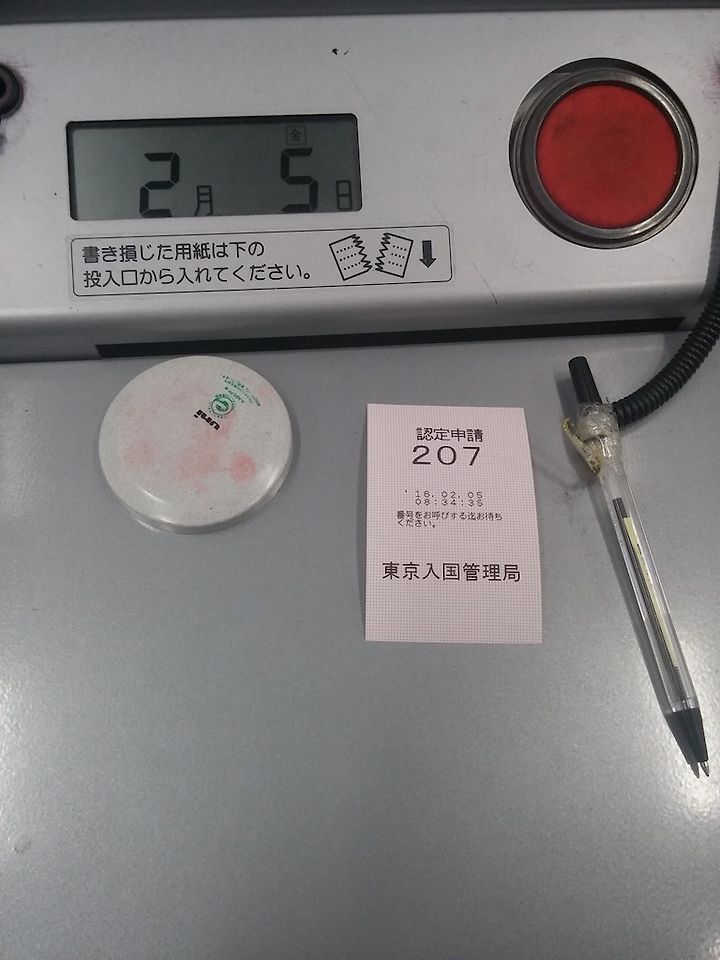 金
2月 5日
書き損じた用紙は下の
投入口から入れてください。
uni
認定申請
207
16.02.05
08:34:35
番号をお呼びする迄お待ち
ください。
東京入国管理局